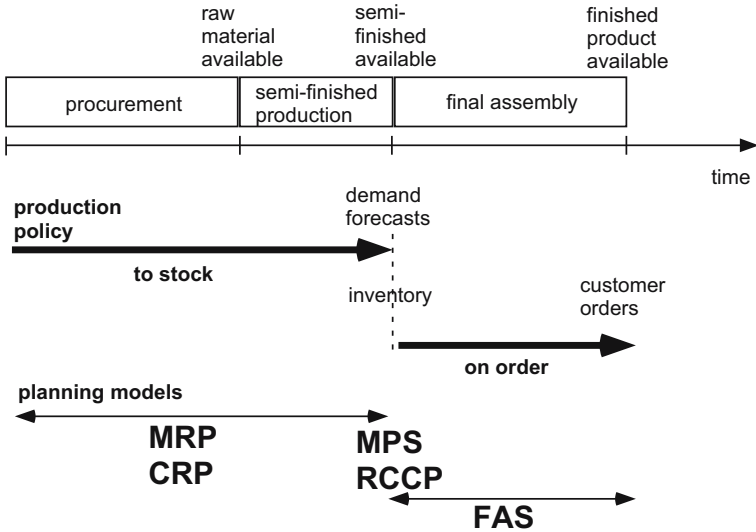 raw
material
available
semi-
finished
available
finished
product
available
procurement
semi-finished
production
final assembly
time
production
policy
demand
forecasts
to stock
inventory
customer
orders
on order
planning models
MRP
CRP
MPS
RCCP
FAS